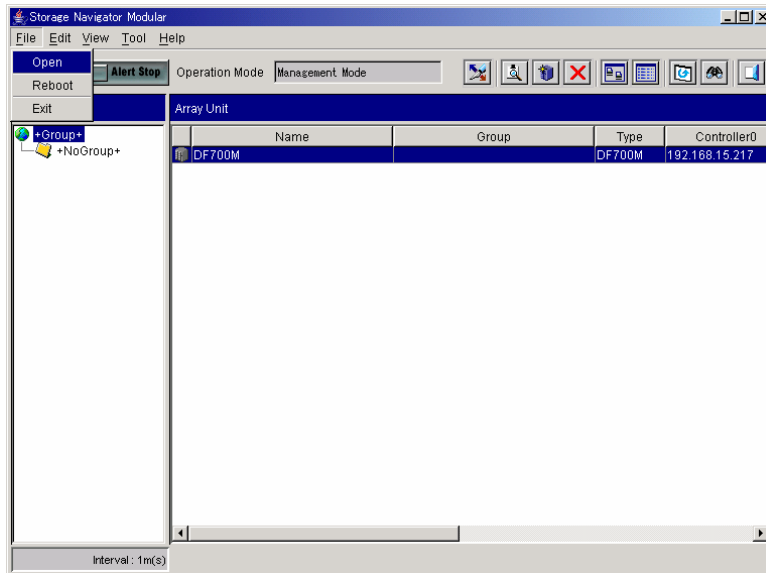 Storage Navigator Modular
File Edit View Tool Help
Open
Reboot
Exit
Alert Stop
Operation Mode
Management Mode
Array Unit
+Group+
+NoGroup+
Name Group Type Controller0
DF700M DF700M 192.168.15.217
Interval : 1m(s)